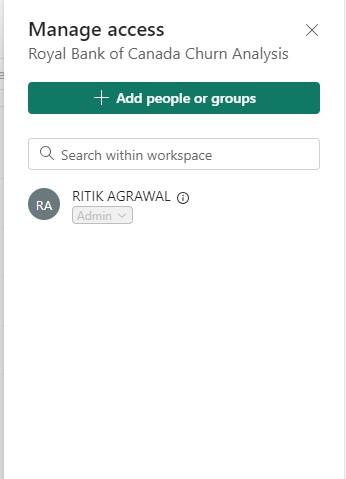 Manage access
Royal Bank of Canada Churn Analysis
Add people or groups
Search within workspace
RA
RITIK AGRAWAL
Admin